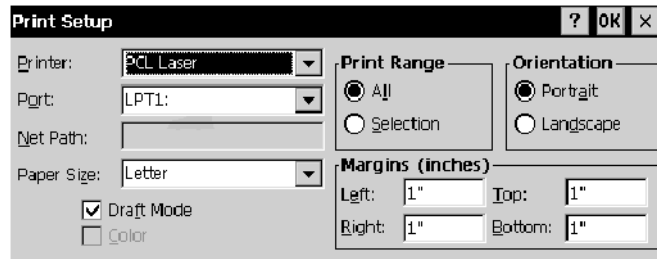 Print Setup ? OK ×
Printer: PCL Laser
Port: LPT1:
Net Path:
Paper Size: Letter
Draft Mode
Color
Print Range
All
Selection
Orientation
Portrait
Landscape
Margins (inches)
Left: 1" Top: 1"
Right: 1" Bottom: 1"